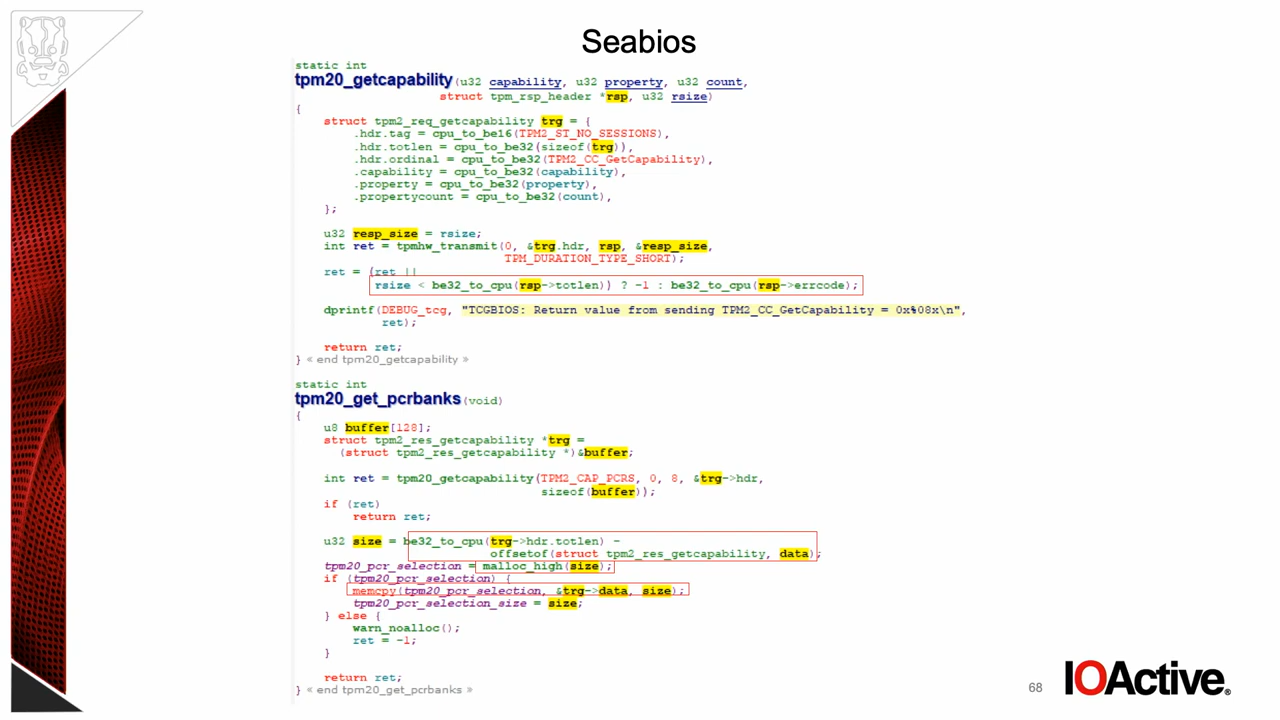 Seabios
static int
tpm20_getcapability(u32 capability, u32 property, u32 count,
struct tpm_rsp_header *rsp, u32 rsize)
{
struct tpm2_req_getcapability trg = {
.hdr.tag = cpu_to_be16(TPM2_ST_NO_SESSIONS),
.hdr.totlen = cpu_to_be32(sizeof(trg)),
.hdr.ordinal = cpu_to_be32(TPM2_CC_GetCapability),
.capability = cpu_to_be32(capability),
.property = cpu_to_be32(property),
.propertycount = cpu_to_be32(count),
};
u32 resp_size = rsize;
int ret = tpmhw_transmit(0, &trg.hdr, rsp, &resp_size,
TPM_DURATION_TYPE_SHORT);
ret = (ret ||
rsize < be32_to_cpu(rsp->totlen)) ? -1 : be32_to_cpu(rsp->errcode);
dprintf(DEBUG_tcg, "TCGBIOS: Return value from sending TPM2_CC_GetCapability = 0x%08x\n",
ret);
return ret;
} « end tpm20_getcapability »
static int
tpm20_get_pcrbanks(void)
{
u8 buffer[128];
struct tpm2_res_getcapability *trg =
(struct tpm2_res_getcapability *)&buffer;
int ret = tpm20_getcapability(TPM2_CAP_PCRS, 0, 8, &trg->hdr,
sizeof(buffer));
if (ret)
return ret;
u32 size = be32_to_cpu(trg->hdr.totlen) -
offsetof(struct tpm2_res_getcapability, data);
tpm20_pcr_selection = malloc_high(size);
if (tpm20_pcr_selection) {
memcpy(tpm20_pcr_selection, &trg->data, size);
tpm20_pcr_selection_size = size;
} else {
warn_noalloc();
ret = -1;
}
return ret;
} « end tpm20_get_pcrbanks »
68
IOActive.